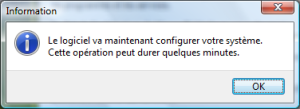 Information
Le logiciel va maintenant configurer votre système.
Cette opération peut durer quelques minutes.
OK